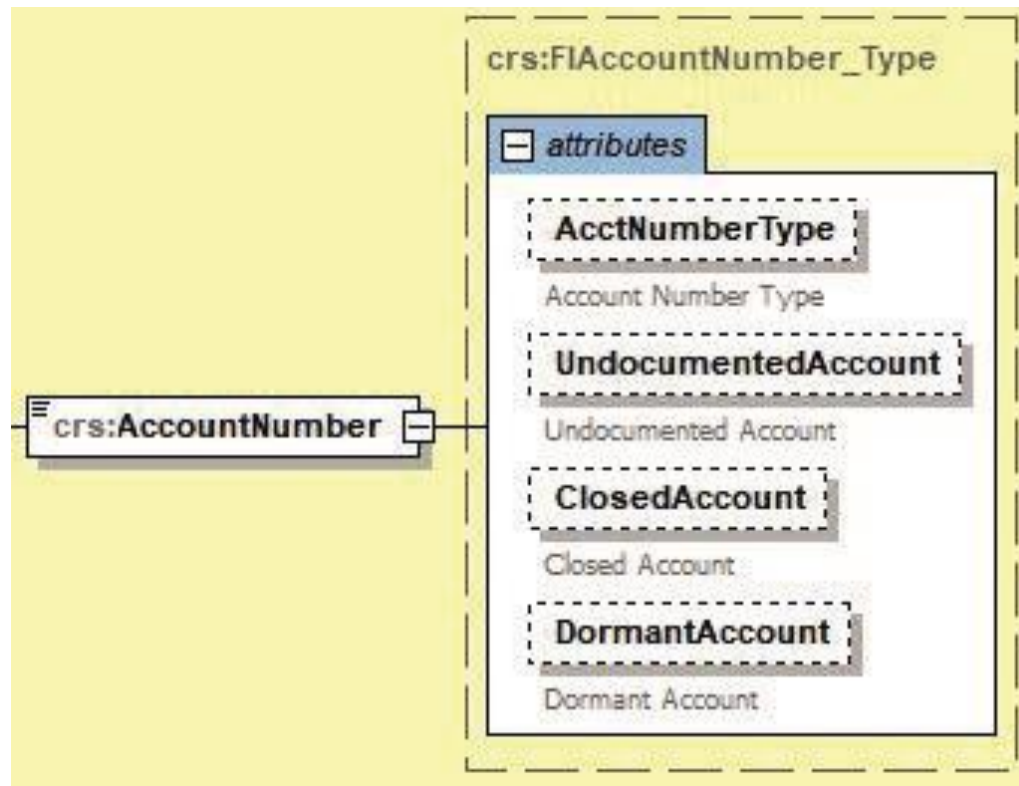 crs:FIAccountNumber_Type
attributes
AcctNumberType
Account Number Type
UndocumentedAccount
Undocumented Account
crs:AccountNumber
ClosedAccount
Closed Account
DormantAccount
Dormant Account